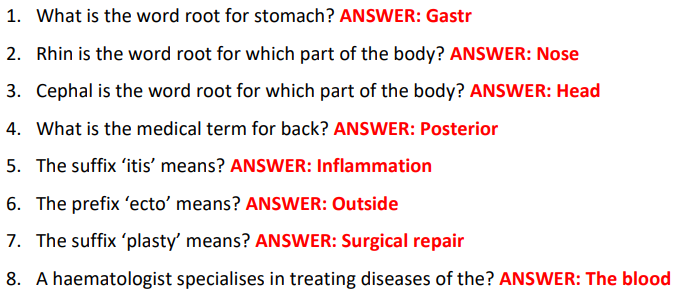 1. What is the word root for stomach? ANSWER: Gastr
2. Rhin is the word root for which part of the body? ANSWER: Nose
3. Cephal is the word root for which part of the body? ANSWER: Head
4. What is the medical term for back? ANSWER: Posterior
5. The suffix ‘itis’ means? ANSWER: Inflammation
6. The prefix ‘ecto’ means? ANSWER: Outside
7. The suffix ‘plasty’ means? ANSWER: Surgical repair
8. A haematologist specialises in treating diseases of the? ANSWER: The blood